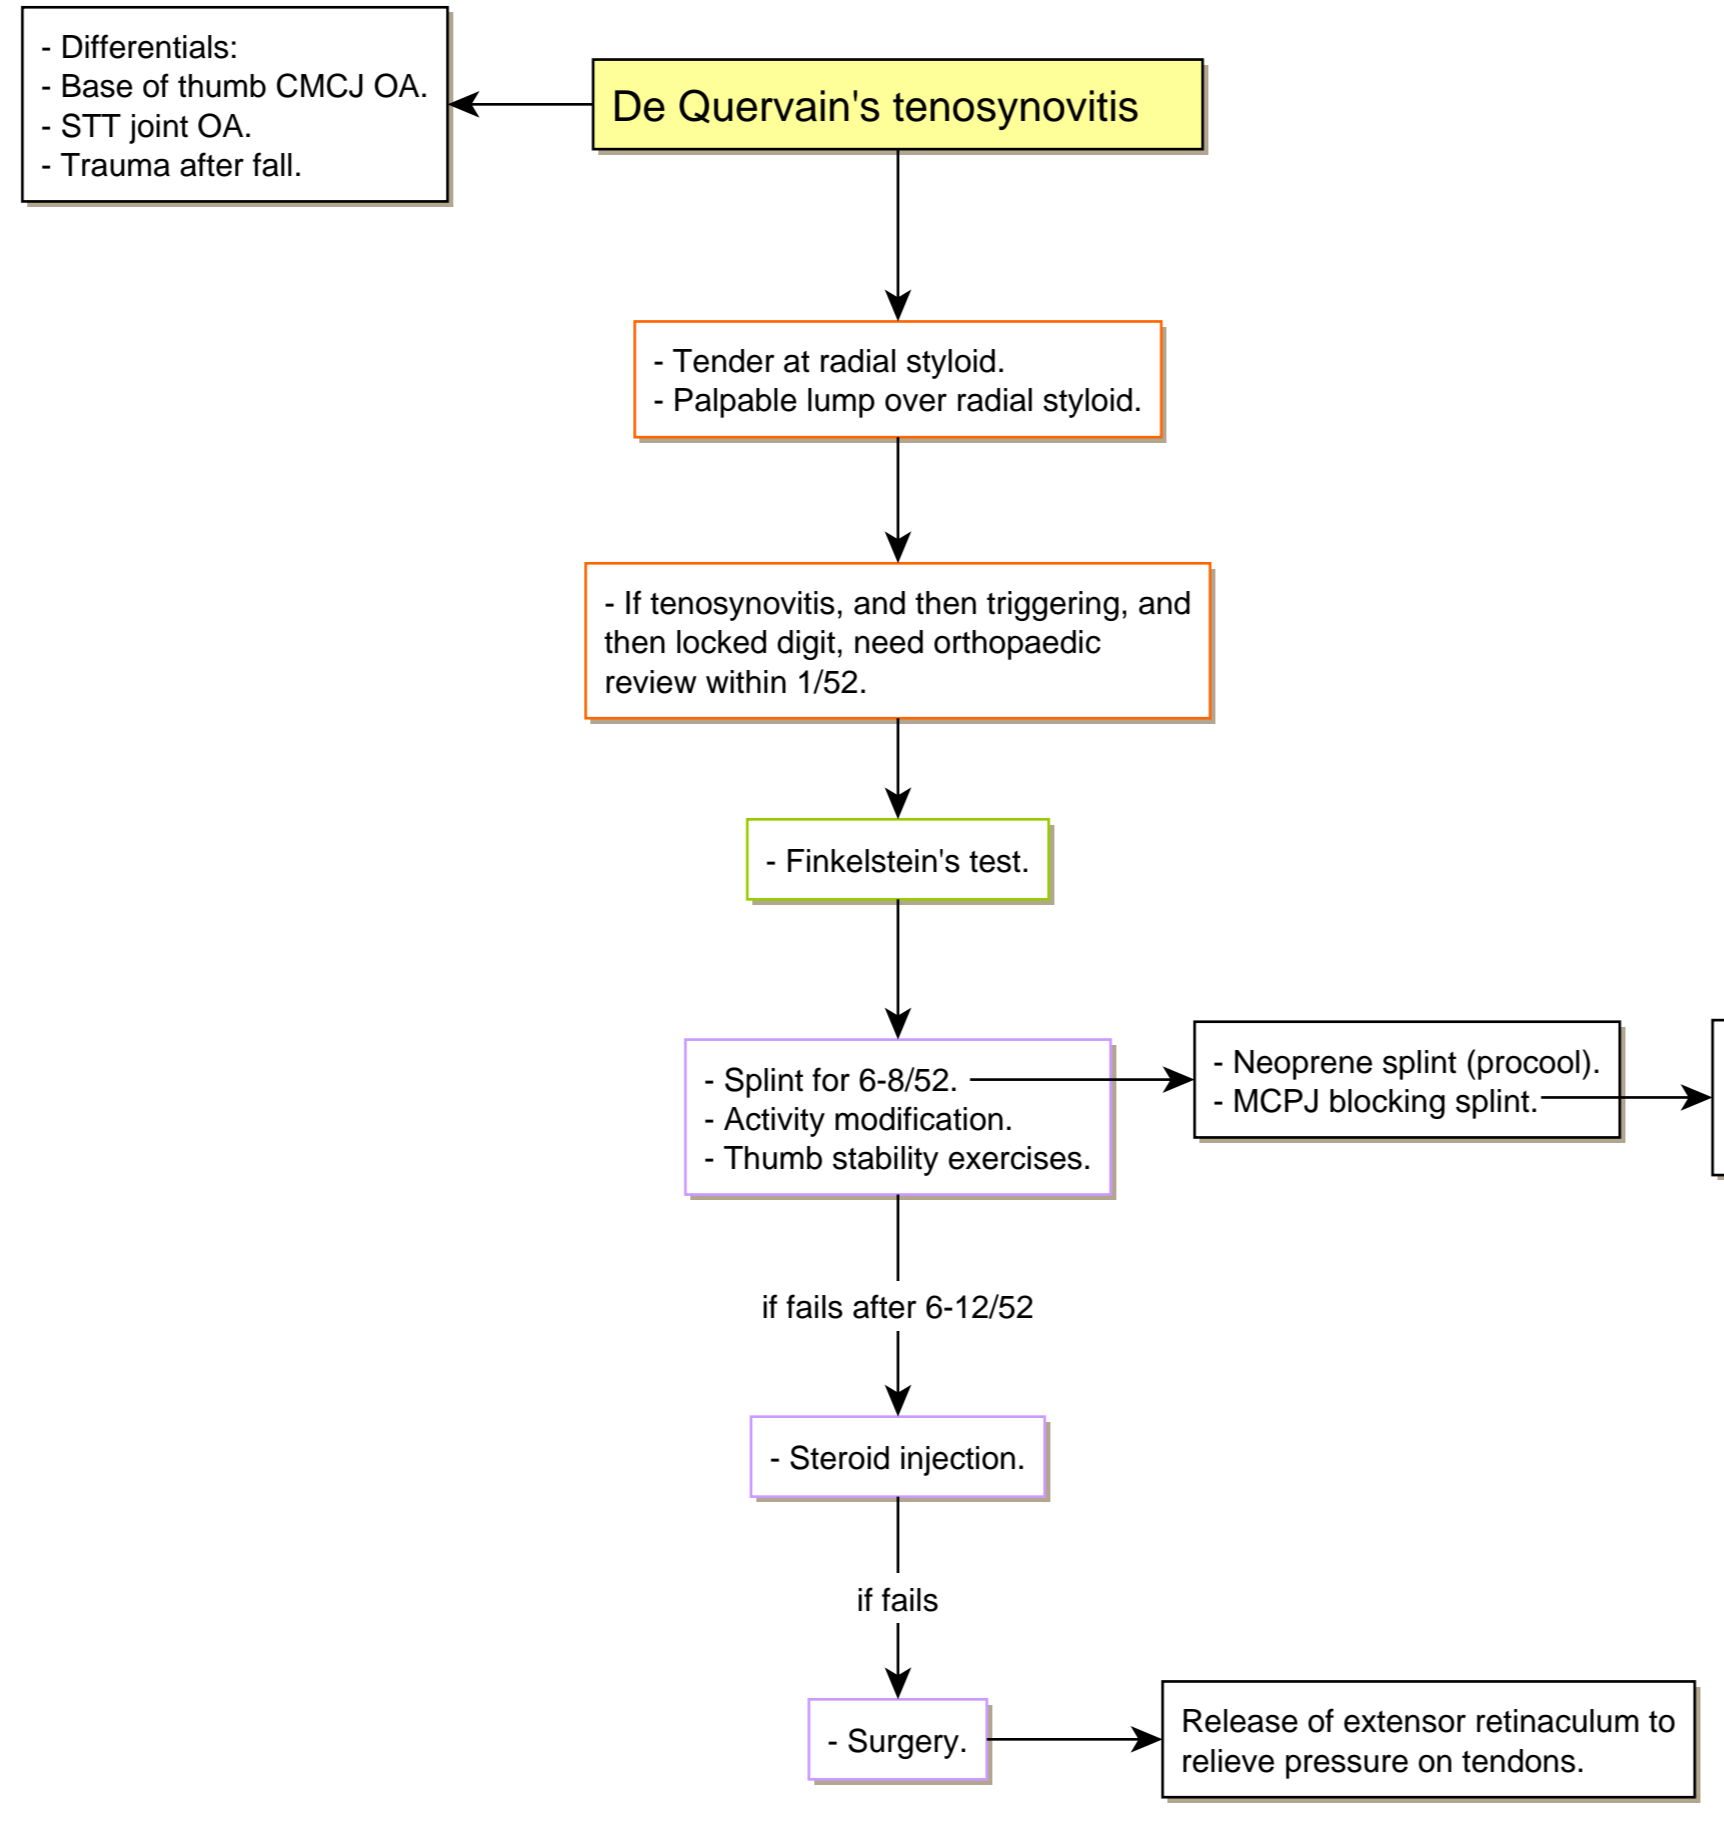 - Differentials:
- Base of thumb CMCJ OA.
- STT joint OA.
- Trauma after fall.
De Quervain's tenosynovitis
- Tender at radial styloid.
- Palpable lump over radial styloid.
- If tenosynovitis, and then triggering, and
then locked digit, need orthopaedic
review within 1/52.
- Finkelstein's test.
- Splint for 6-8/52.
- Activity modification.
- Thumb stability exercises.
- Neoprene splint (procool).
- MCPJ blocking splint.
if fails after 6-12/52
- Steroid injection.
if fails
- Surgery.
Release of extensor retinaculum to
relieve pressure on tendons.